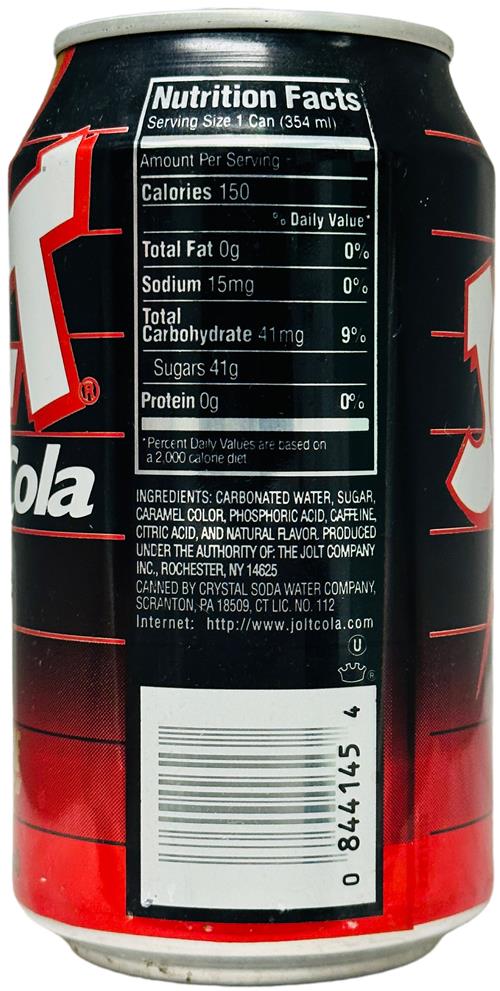 T®
Cola
J
Nutrition Facts
Serving Size 1 Can (354 ml)
Amount Per Serving
Calories 150
% Daily Value*
Total Fat 0g 0%
Sodium 15mg 0%
Total
Carbohydrate 41mg 9%
Sugars 41g
Protein 0g 0%
*Percent Daily Values are based on
a 2,000 calorie diet
INGREDIENTS: CARBONATED WATER, SUGAR,
CARAMEL COLOR, PHOSPHORIC ACID, CAFFEINE,
CITRIC ACID, AND NATURAL FLAVOR. PRODUCED
UNDER THE AUTHORITY OF: THE JOLT COMPANY
INC., ROCHESTER, NY 14625
CANNED BY CRYSTAL SODA WATER COMPANY,
SCRANTON, PA 18509, CT LIC. NO. 112
Internet: http://www.joltcola.com
U
®
0 844145 4